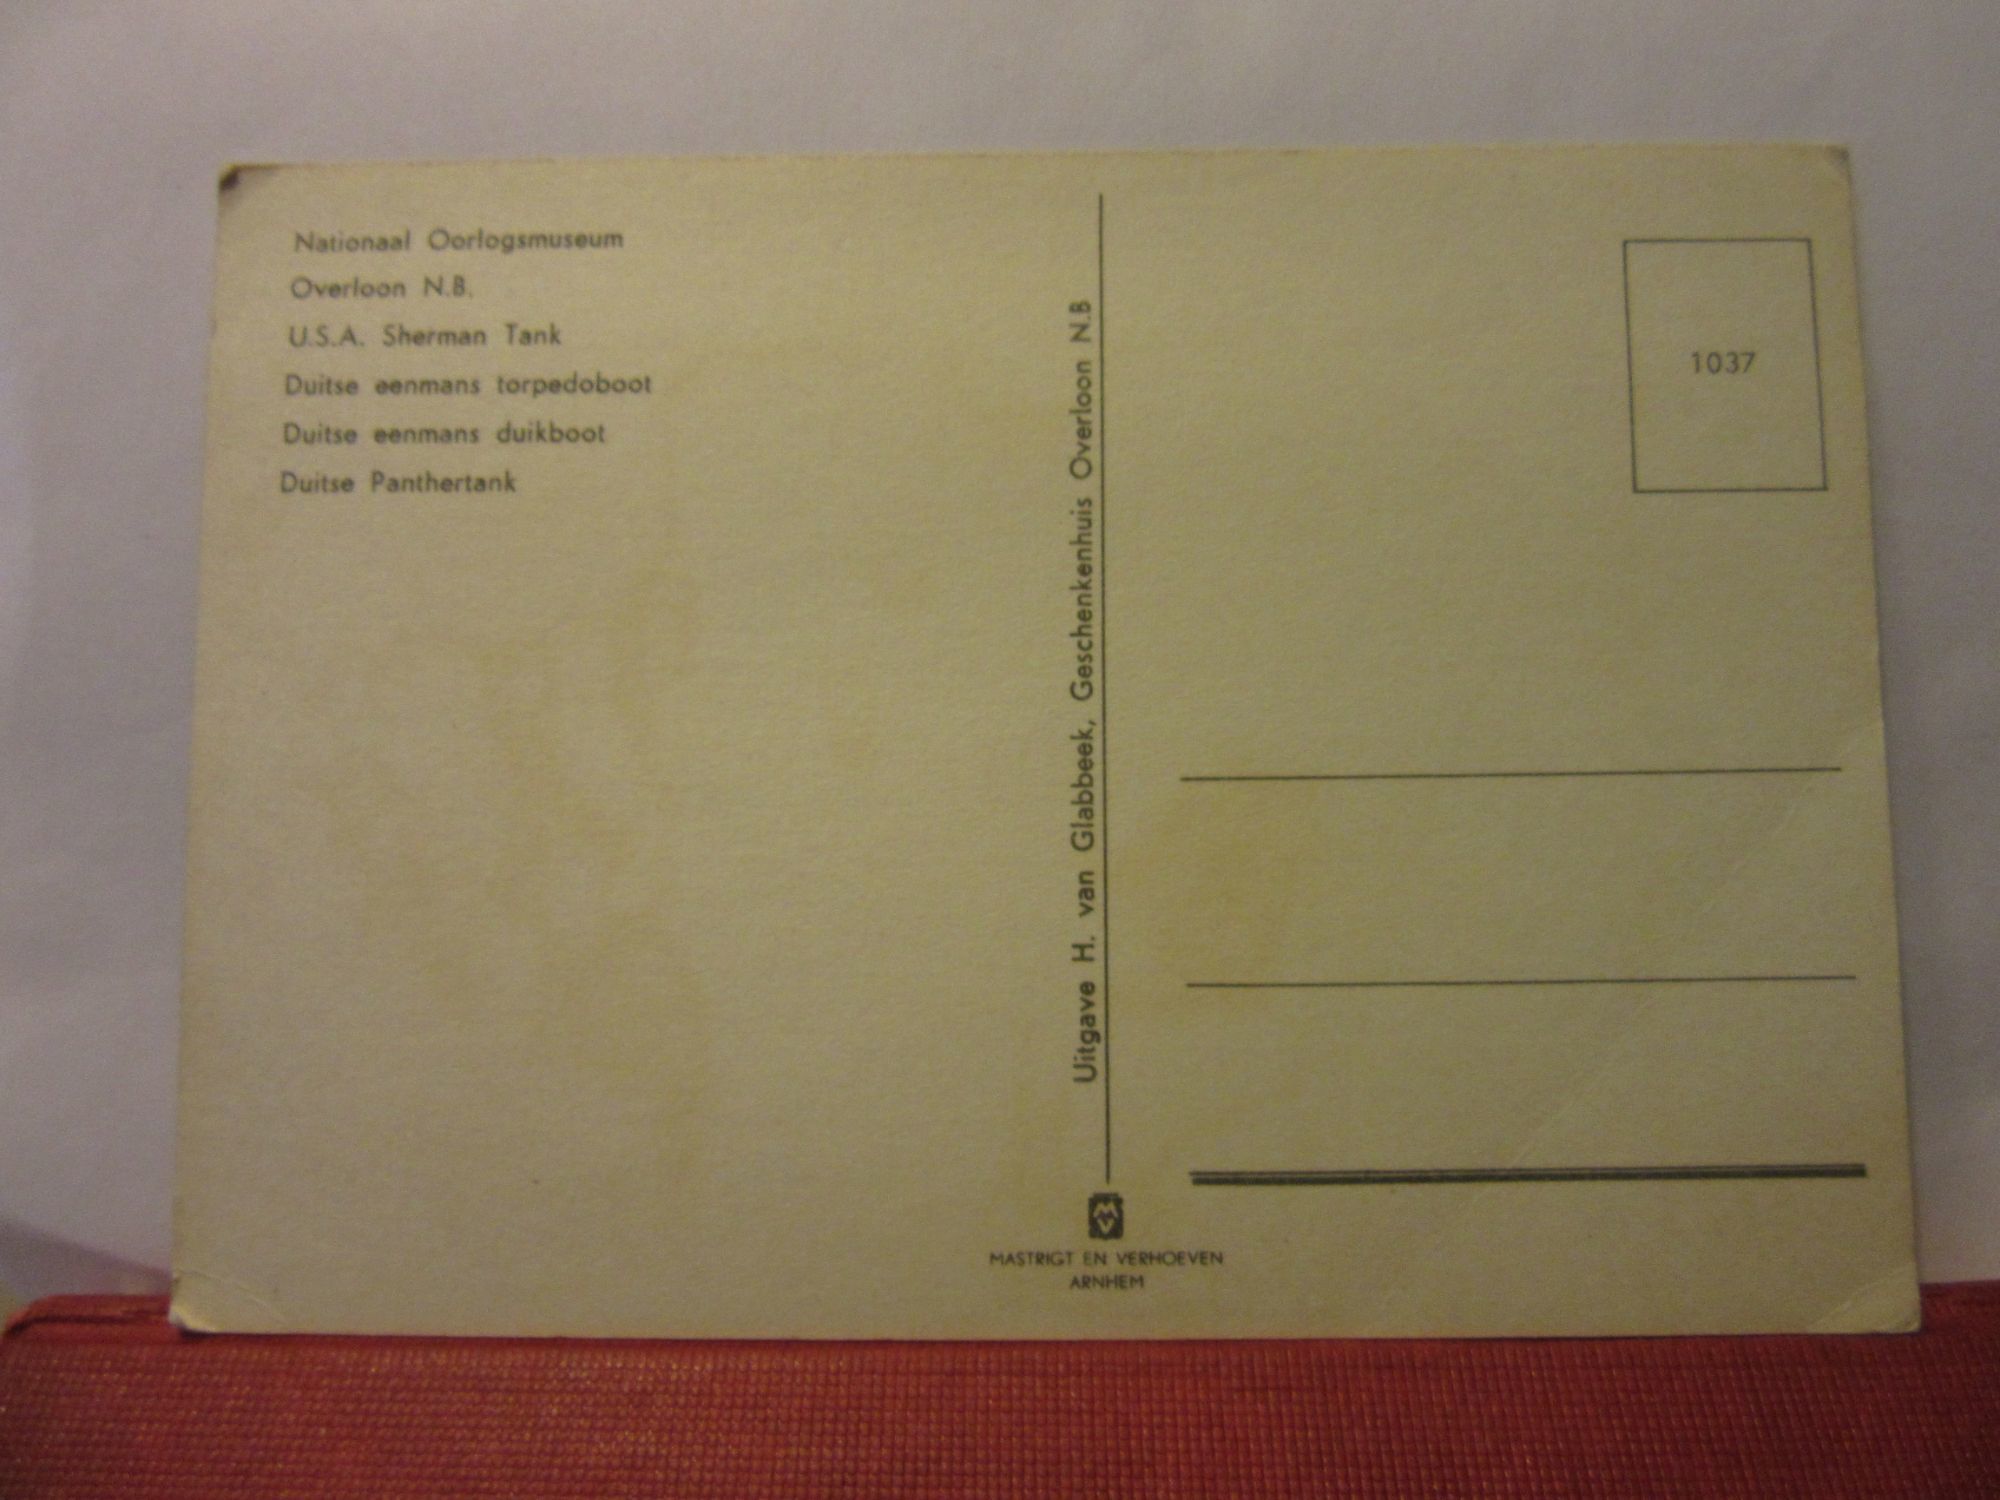 Nationaal Oorlogsmuseum
Overloon N.B.
U.S.A. Sherman Tank
Duitse eenmans torpedoboot
Duitse eenmans duikboot
Duitse Panthertank
Uitgave H. van Glabbeek, Geschenkenhuis Overloon N.B
1037
MV
MASTRIGT EN VERHOEVEN
ARNHEM